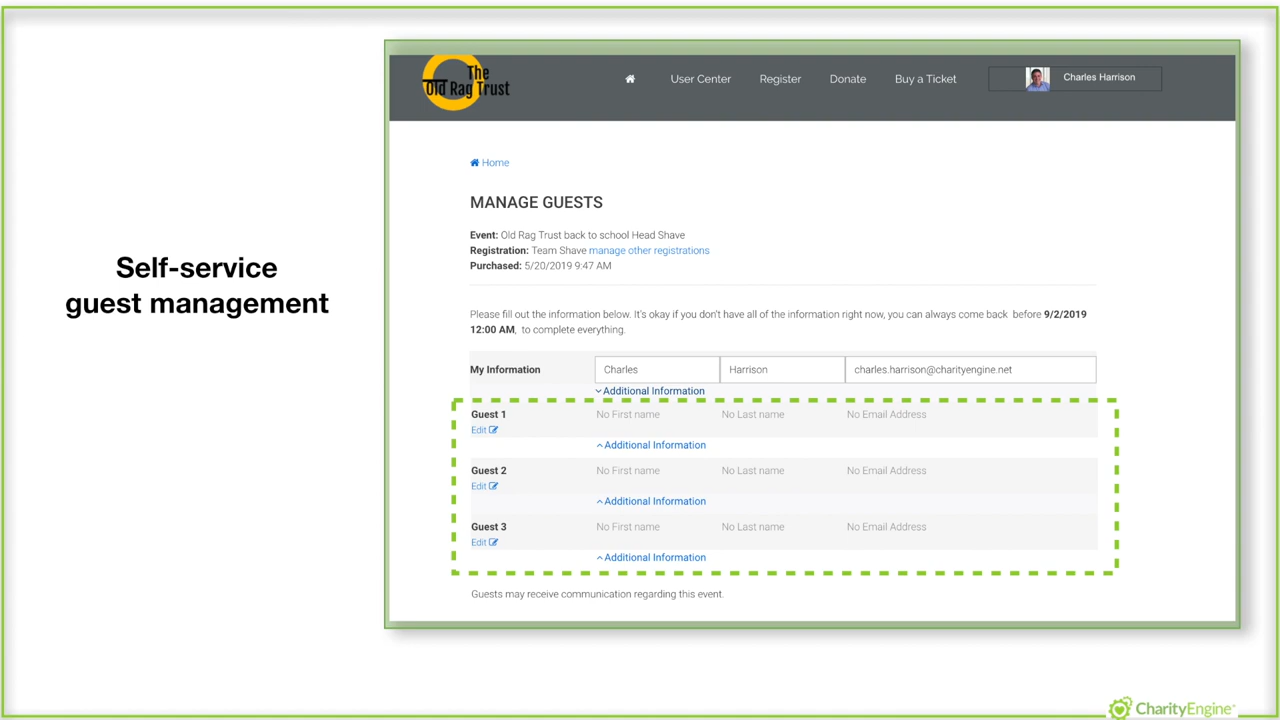 The
Old Rag Trust
User Center Register Donate Buy a Ticket Charles Harrison
Home
MANAGE GUESTS
Event: Old Rag Trust back to school Head Shave
Registration: Team Shave manage other registrations
Purchased: 5/20/2019 9:47 AM
Self-service
guest management
Please fill out the information below. It's okay if you don't have all of the information right now, you can always come back before 9/2/2019
12:00 AM, to complete everything.
My Information Charles Harrison charles.harrison@charityengine.net
Additional Information
Guest 1 No First name No Last name No Email Address
Edit
Additional Information
Guest 2 No First name No Last name No Email Address
Edit
Additional Information
Guest 3 No First name No Last name No Email Address
Edit
Additional Information
Guests may receive communication regarding this event.
CharityEngine